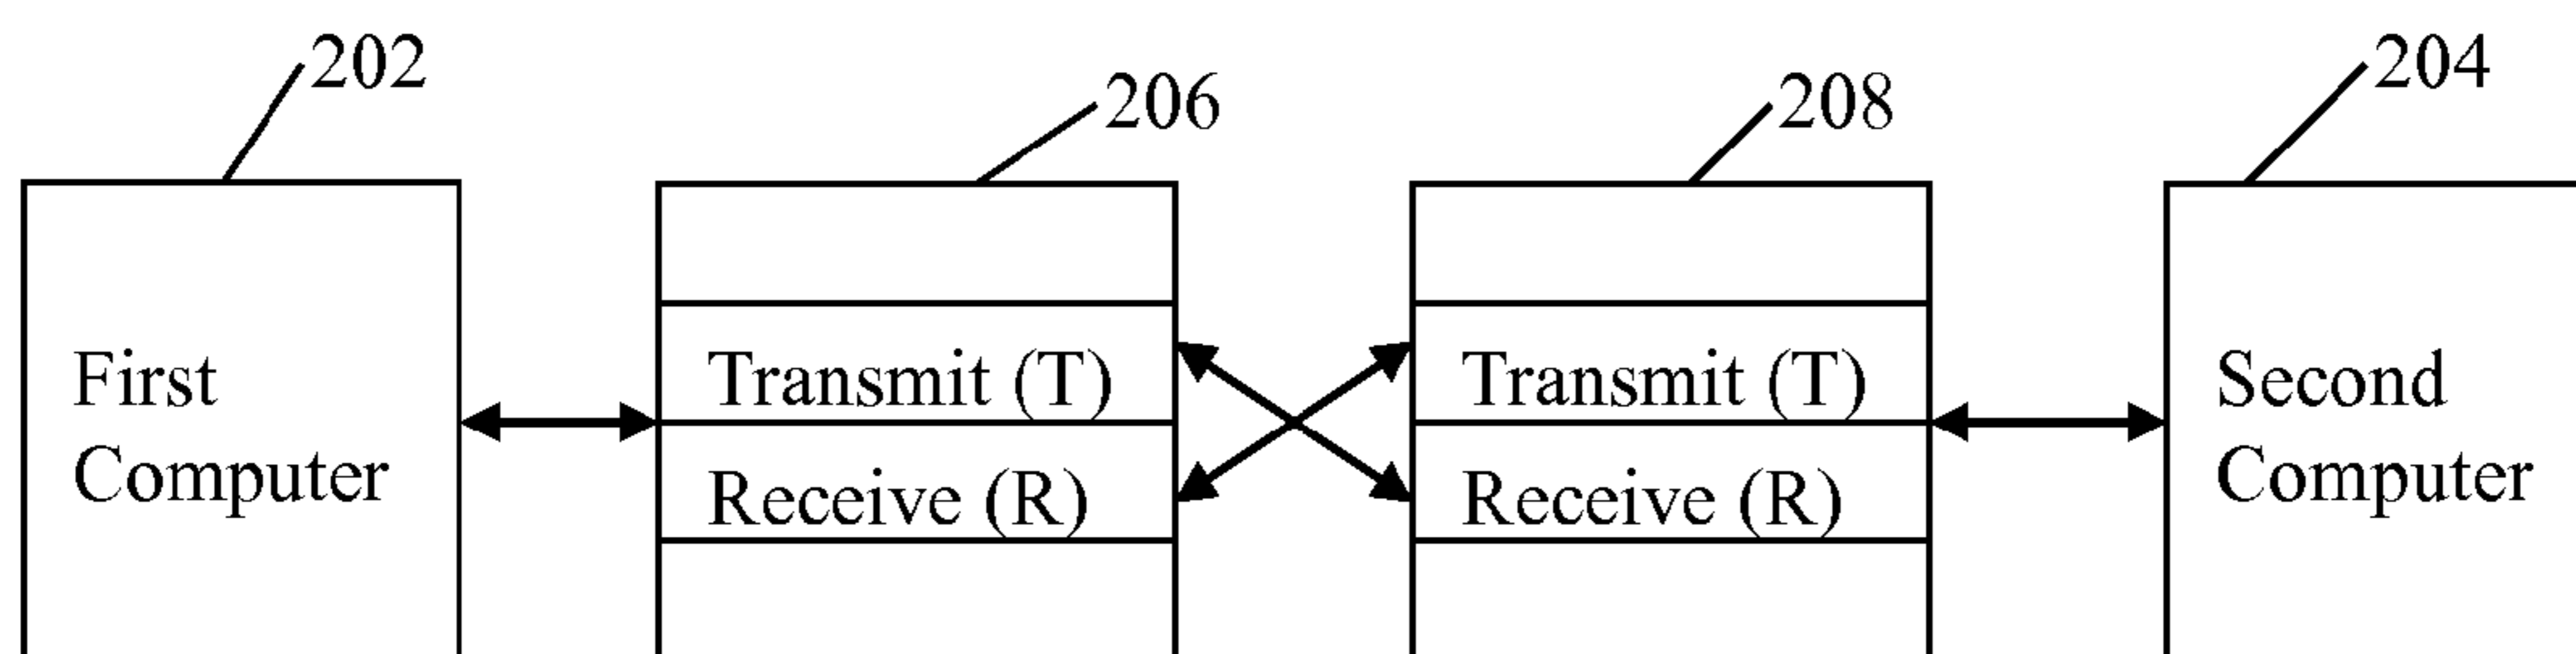 202
206
208
204
First
Computer
Transmit (T)
Receive (R)
Transmit (T)
Receive (R)
Second
Computer